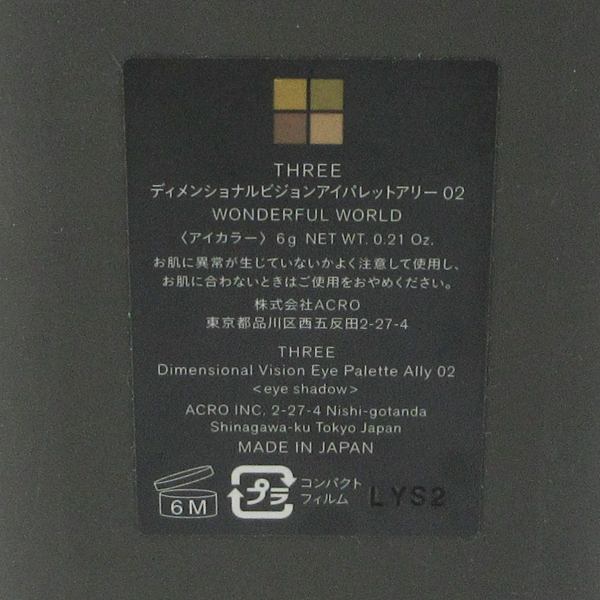 THREE
ディメンショナルビジョンアイパレットアリー 02
WONDERFUL WORLD
〈アイカラー〉6g NET WT. 0.21 Oz.
お肌に異常が生じていないかよく注意して使用し、
お肌に合わないときはご使用をおやめください。
株式会社ACRO
東京都品川区西五反田2-27-4
THREE
Dimensional Vision Eye Palette Ally 02
<eye shadow>
ACRO INC. 2-27-4 Nishi-gotanda
Shinagawa-ku Tokyo Japan
MADE IN JAPAN
6M
プラ
コンパクト
フィルム
LYS2